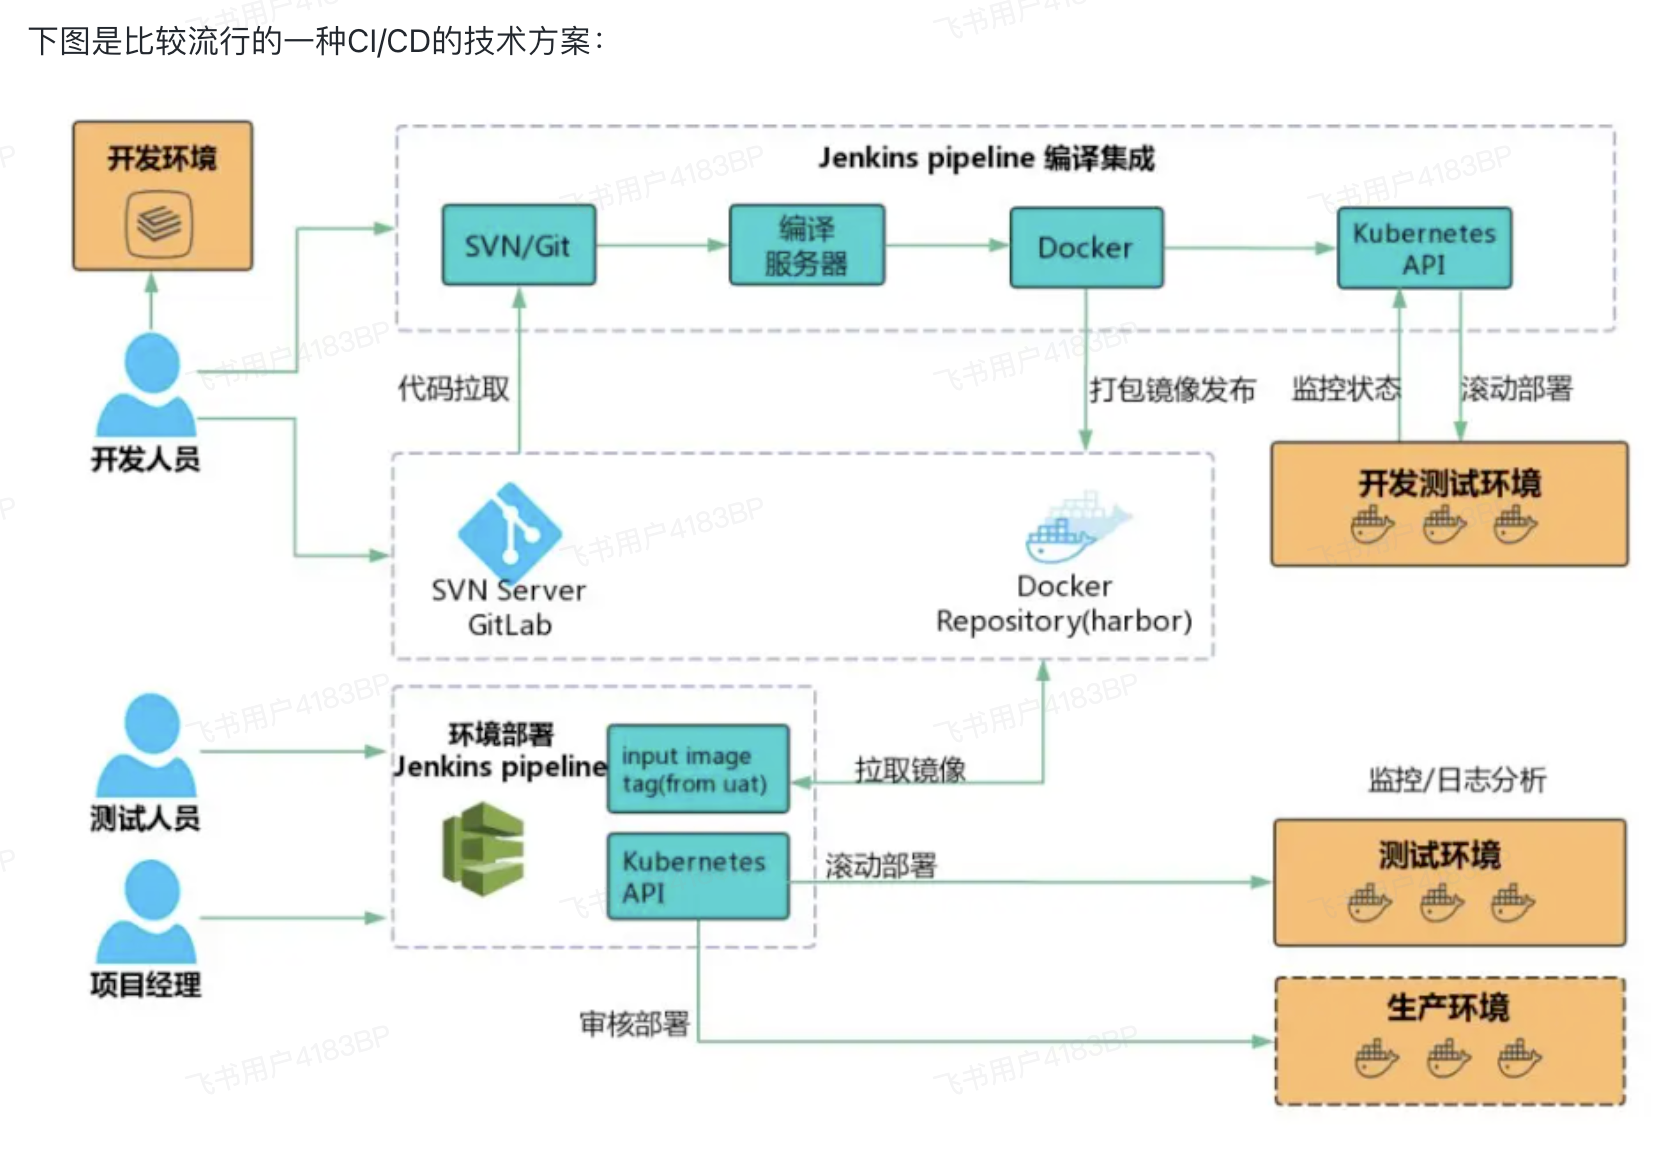 下图是比较流行的一种CI/CD的技术方案：
开发环境
Jenkins pipeline 编译集成
SVN/Git
编译
服务器
Docker
Kubernetes
API
开发人员
代码拉取
打包镜像发布
监控状态
滚动部署
SVN Server
GitLab
Docker
Repository(harbor)
开发测试环境
测试人员
项目经理
环境部署
Jenkins pipeline
input image
tag(from uat)
Kubernetes
API
拉取镜像
滚动部署
审核部署
监控/日志分析
测试环境
生产环境
飞书用户4183BP